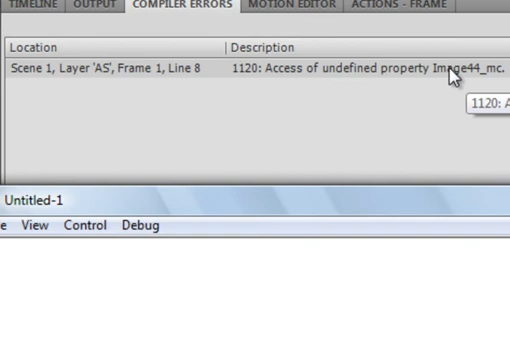 TIMELINE OUTPUT COMPILER ERRORS MOTION EDITOR ACTIONS - FRAME
Location Description
Scene 1, Layer 'AS', Frame 1, Line 8 1120: Access of undefined property Image44_mc.
1120: A
Untitled-1
e View Control Debug